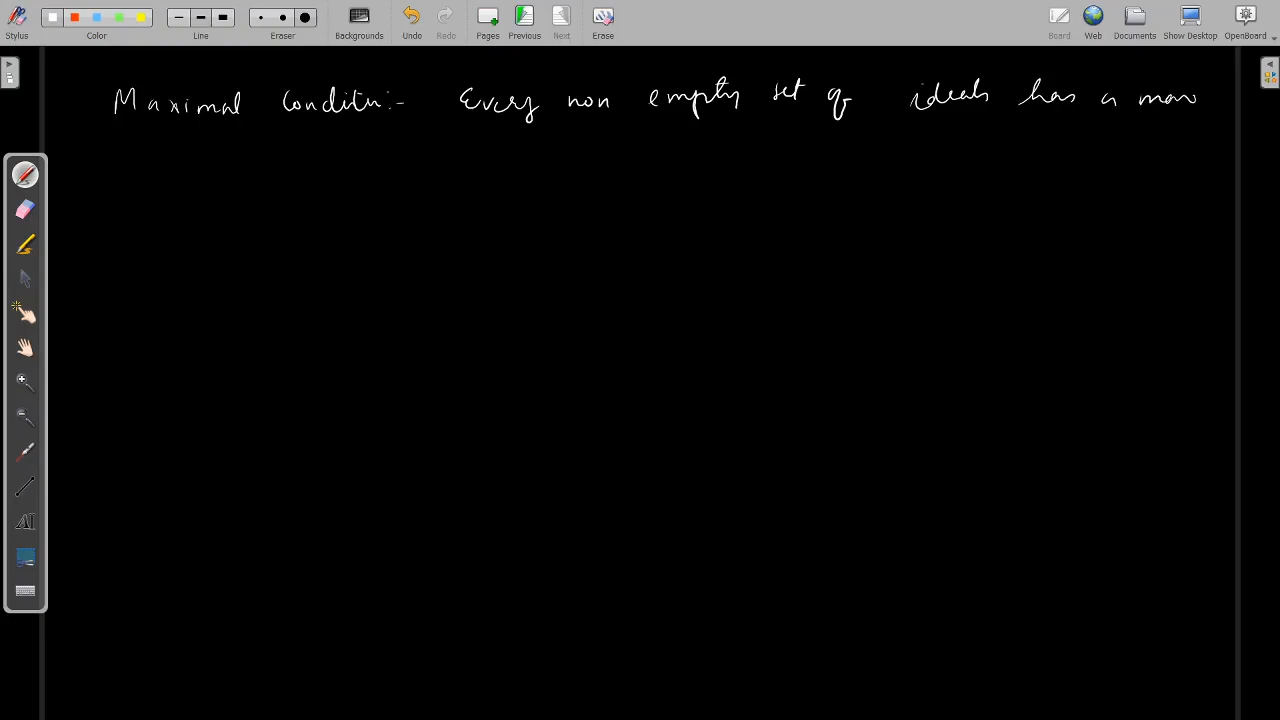 Stylus
Color
Line
Eraser
Backgrounds
Undo
Redo
Pages
Previous
Next
Erase
Board
Web
Documents
Show Desktop
OpenBoard
Maximal Conditn:- Every non empty set of ideals has a max
AI